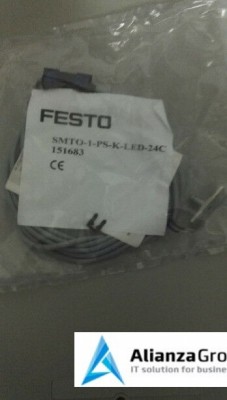 FESTO
SMTO-1-PS-K-LED-24C
151683
CE
AlianzaGro
IT solution for busine